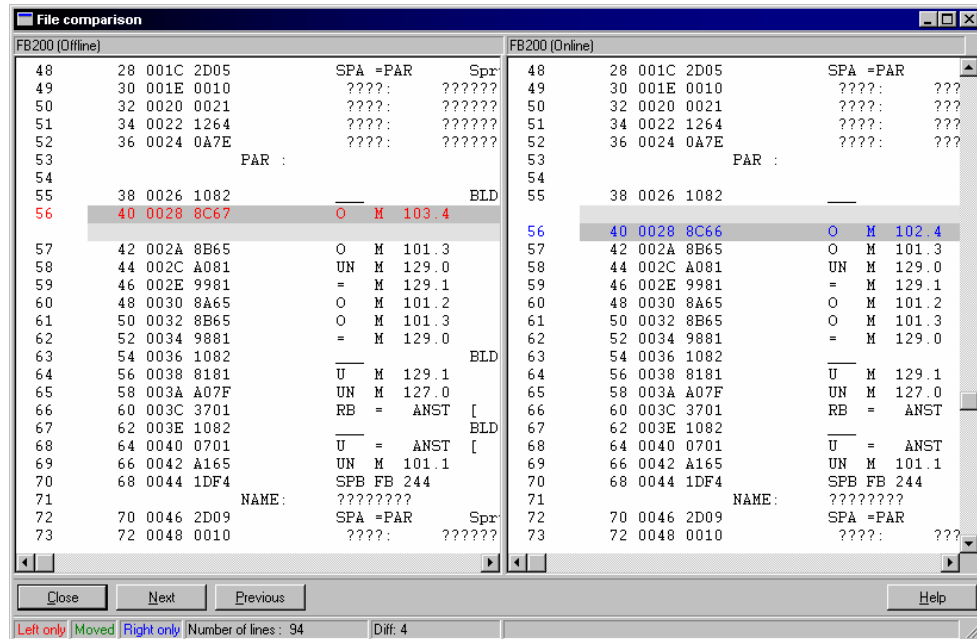 File comparison
FB200 (Offline)
48 28 001C 2D05 SPA =PAR Spr
49 30 001E 0010 ????: ??????
50 32 0020 0021 ????: ??????
51 34 0022 1264 ????: ??????
52 36 0024 0A7E ????: ??????
53 PAR :
54
55 38 0026 1082 ___ BLD
56 40 0028 8C67 O M 103.4
57 42 002A 8B65 O M 101.3
58 44 002C A081 UN M 129.0
59 46 002E 9981 = M 129.1
60 48 0030 8A65 O M 101.2
61 50 0032 8B65 O M 101.3
62 52 0034 9881 = M 129.0
63 54 0036 1082 ___ BLD
64 56 0038 8181 U M 129.1
65 58 003A A07F UN M 127.0
66 60 003C 3701 RB = ANST [
67 62 003E 1082 ___ BLD
68 64 0040 0701 U = ANST [
69 66 0042 A165 UN M 101.1
70 68 0044 1DF4 SPB FB 244
71 NAME: ????????
72 70 0046 2D09 SPA =PAR Spr
73 72 0048 0010 ????: ??????
FB200 (Online)
48 28 001C 2D05 SPA =PAR
49 30 001E 0010 ????: ???
50 32 0020 0021 ????: ???
51 34 0022 1264 ????: ???
52 36 0024 0A7E ????: ???
53 PAR :
54
55 38 0026 1082 ___
56 40 0028 8C66 O M 102.4
57 42 002A 8B65 O M 101.3
58 44 002C A081 UN M 129.0
59 46 002E 9981 = M 129.1
60 48 0030 8A65 O M 101.2
61 50 0032 8B65 O M 101.3
62 52 0034 9881 = M 129.0
63 54 0036 1082 ___
64 56 0038 8181 U M 129.1
65 58 003A A07F UN M 127.0
66 60 003C 3701 RB = ANST
67 62 003E 1082 ___
68 64 0040 0701 U = ANST
69 66 0042 A165 UN M 101.1
70 68 0044 1DF4 SPB FB 244
71 NAME: ????????
72 70 0046 2D09 SPA =PAR
73 72 0048 0010 ????: ???
Close Next Previous Help
Left only Moved Right only Number of lines : 94 Diff: 4